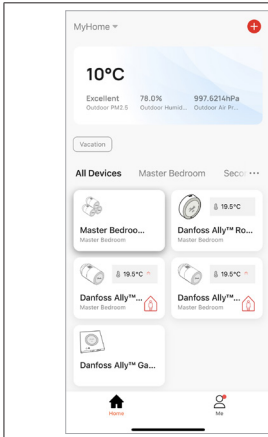 MyHome
10°C
Excellent 78.0% 997.6214hPa
Outdoor PM2.5 Outdoor Humid... Outdoor Air Pr...
Vacation
All Devices Master Bedroom Seco ...
Master Bedroo...
Master Bedroom
19.5°C
Danfoss Ally™ Ro...
Master Bedroom
19.5°C
Danfoss Ally™...
Master Bedroom
19.5°C
Danfoss Ally™...
Master Bedroom
Danfoss Ally™ Ga...
Home Me